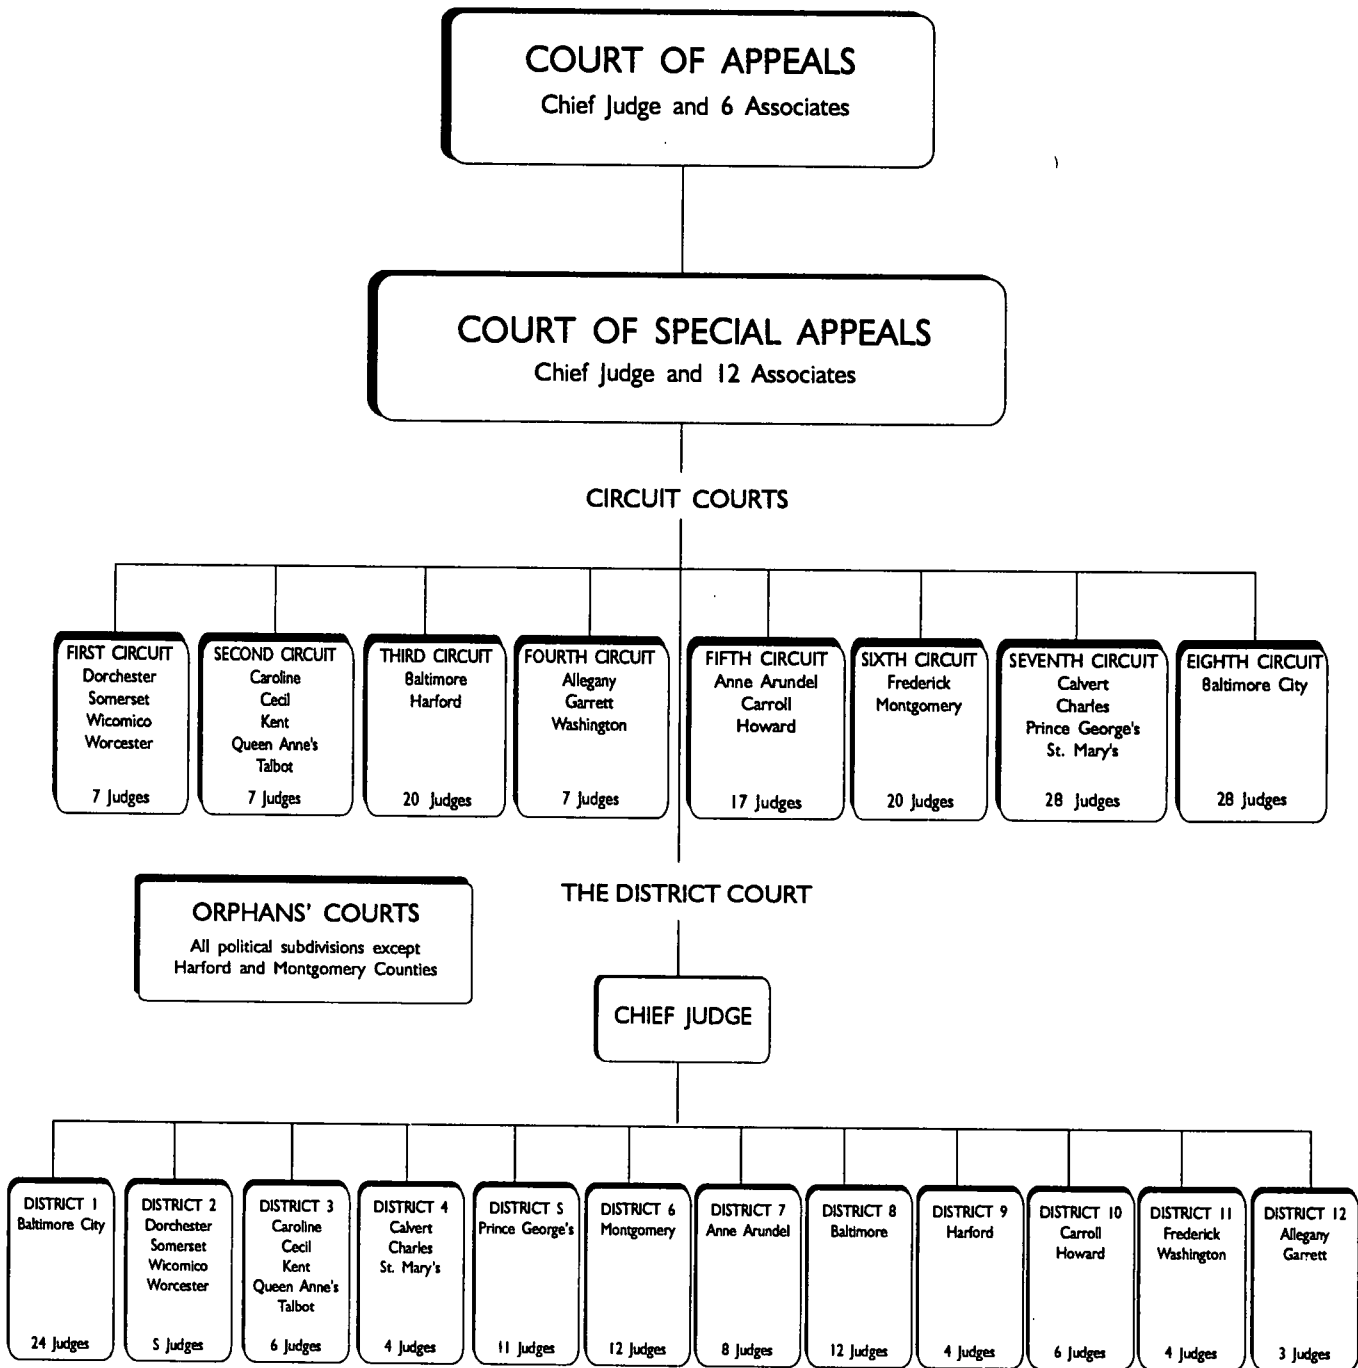 COURT OF APPEALS
Chief Judge and 6 Associates
COURT OF SPECIAL APPEALS
Chief Judge and 12 Associates
CIRCUIT COURTS
FIRST CIRCUIT
Dorchester
Somerset
Wicomico
Worcester
7 Judges
SECOND CIRCUIT
Caroline
Cecil
Kent
Queen Anne's
Talbot
7 Judges
THIRD CIRCUIT
Baltimore
Harford
20 Judges
FOURTH CIRCUIT
Allegany
Garrett
Washington
7 Judges
FIFTH CIRCUIT
Anne Arundel
Carroll
Howard
17 Judges
SIXTH CIRCUIT
Frederick
Montgomery
20 Judges
SEVENTH CIRCUIT
Calvert
Charles
Prince George's
St. Mary's
28 Judges
EIGHTH CIRCUIT
Baltimore City
28 Judges
ORPHANS' COURTS
All political subdivisions except
Harford and Montgomery Counties
THE DISTRICT COURT
CHIEF JUDGE
DISTRICT 1
Baltimore City
24 Judges
DISTRICT 2
Dorchester
Somerset
Wicomico
Worcester
5 Judges
DISTRICT 3
Caroline
Cecil
Kent
Queen Anne's
Talbot
6 Judges
DISTRICT 4
Calvert
Charles
St. Mary's
4 Judges
DISTRICT 5
Prince George's
11 Judges
DISTRICT 6
Montgomery
12 Judges
DISTRICT 7
Anne Arundel
8 Judges
DISTRICT 8
Baltimore
12 Judges
DISTRICT 9
Harford
4 Judges
DISTRICT 10
Carroll
Howard
6 Judges
DISTRICT 11
Frederick
Washington
4 Judges
DISTRICT 12
Allegany
Garrett
3 Judges